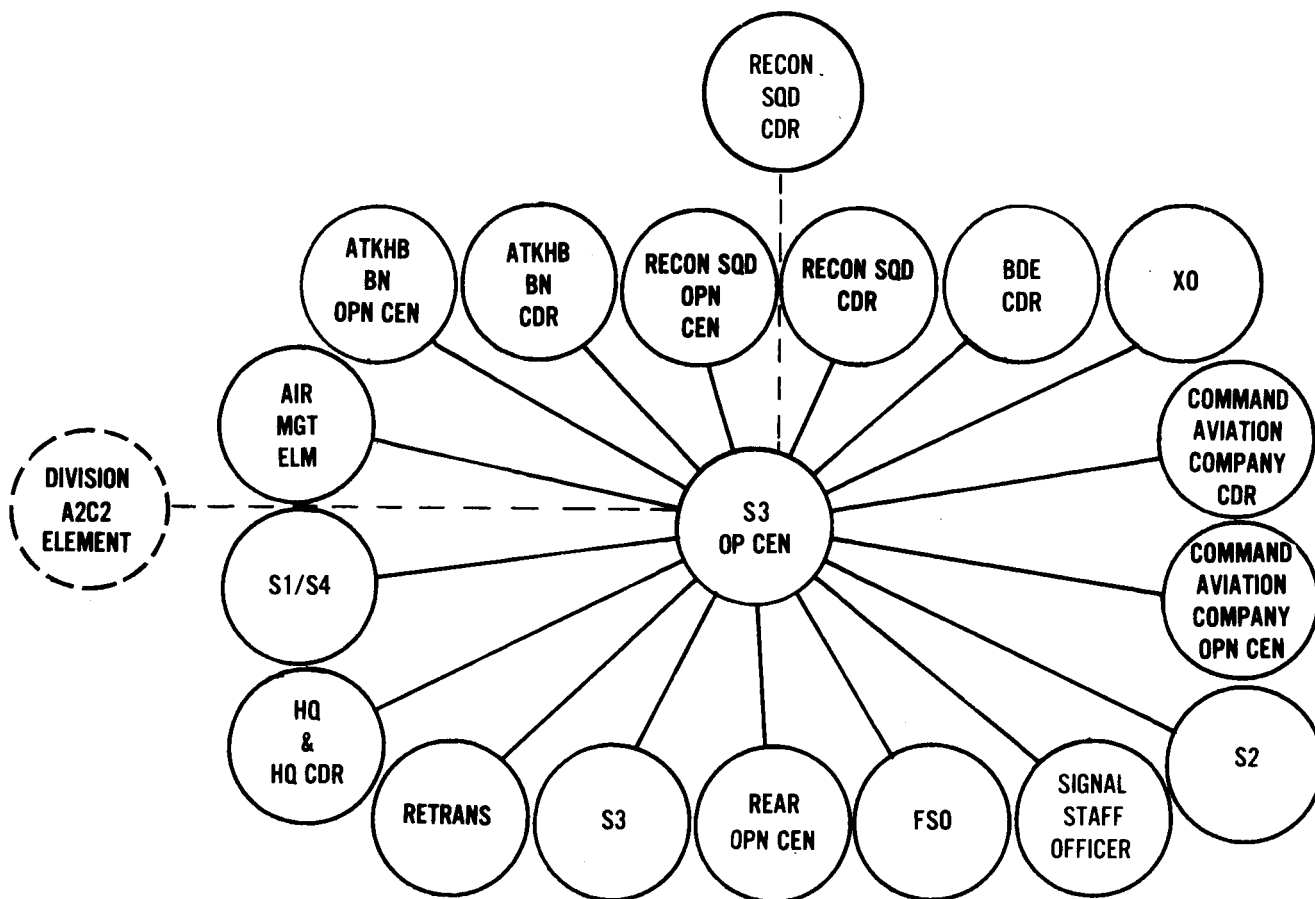 RECON
SQD
CDR
ATKHB
BN
OPN CEN
ATKHB
BN
CDR
RECON SQD
OPN
CEN
RECON SQD
CDR
BDE
CDR
XO
AIR
MGT
ELM
COMMAND
AVIATION
COMPANY
CDR
DIVISION
A2C2
ELEMENT
S3
OP CEN
S1/S4
COMMAND
AVIATION
COMPANY
OPN CEN
HQ
&
HQ CDR
S2
RETRANS
S3
REAR
OPN CEN
FSO
SIGNAL
STAFF
OFFICER